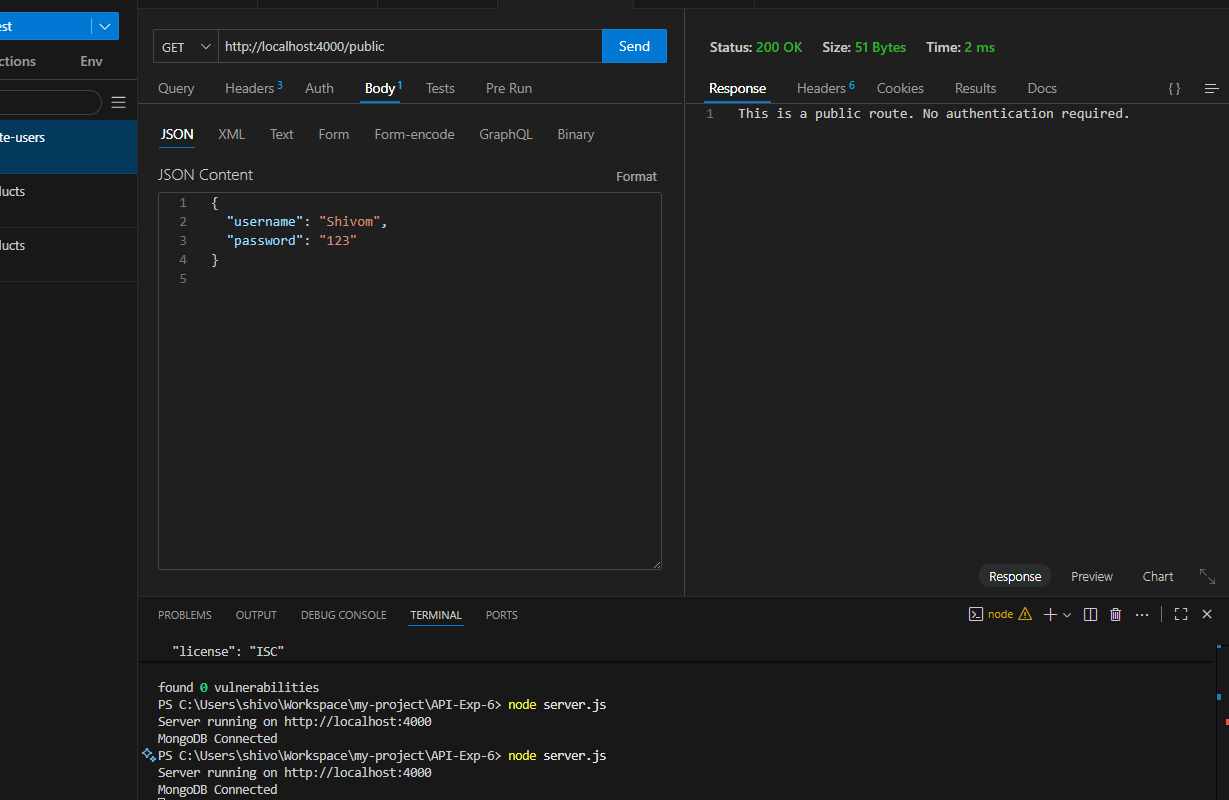 est
ctions Env
te-users
lucts
lucts
GET http://localhost:4000/public Send
Query Headers 3 Auth Body 1 Tests Pre Run
JSON XML Text Form Form-encode GraphQL Binary
JSON Content Format
1 {
2 "username": "Shivom",
3 "password": "123"
4 }
5
Status: 200 OK Size: 51 Bytes Time: 2 ms
Response Headers 6 Cookies Results Docs {}
1 This is a public route. No authentication required.
Response Preview Chart
PROBLEMS OUTPUT DEBUG CONSOLE TERMINAL PORTS node
"license": "ISC"
found 0 vulnerabilities
PS C:\Users\shivo\Workspace\my-project\API-Exp-6> node server.js
Server running on http://localhost:4000
MongoDB Connected
PS C:\Users\shivo\Workspace\my-project\API-Exp-6> node server.js
Server running on http://localhost:4000
MongoDB Connected